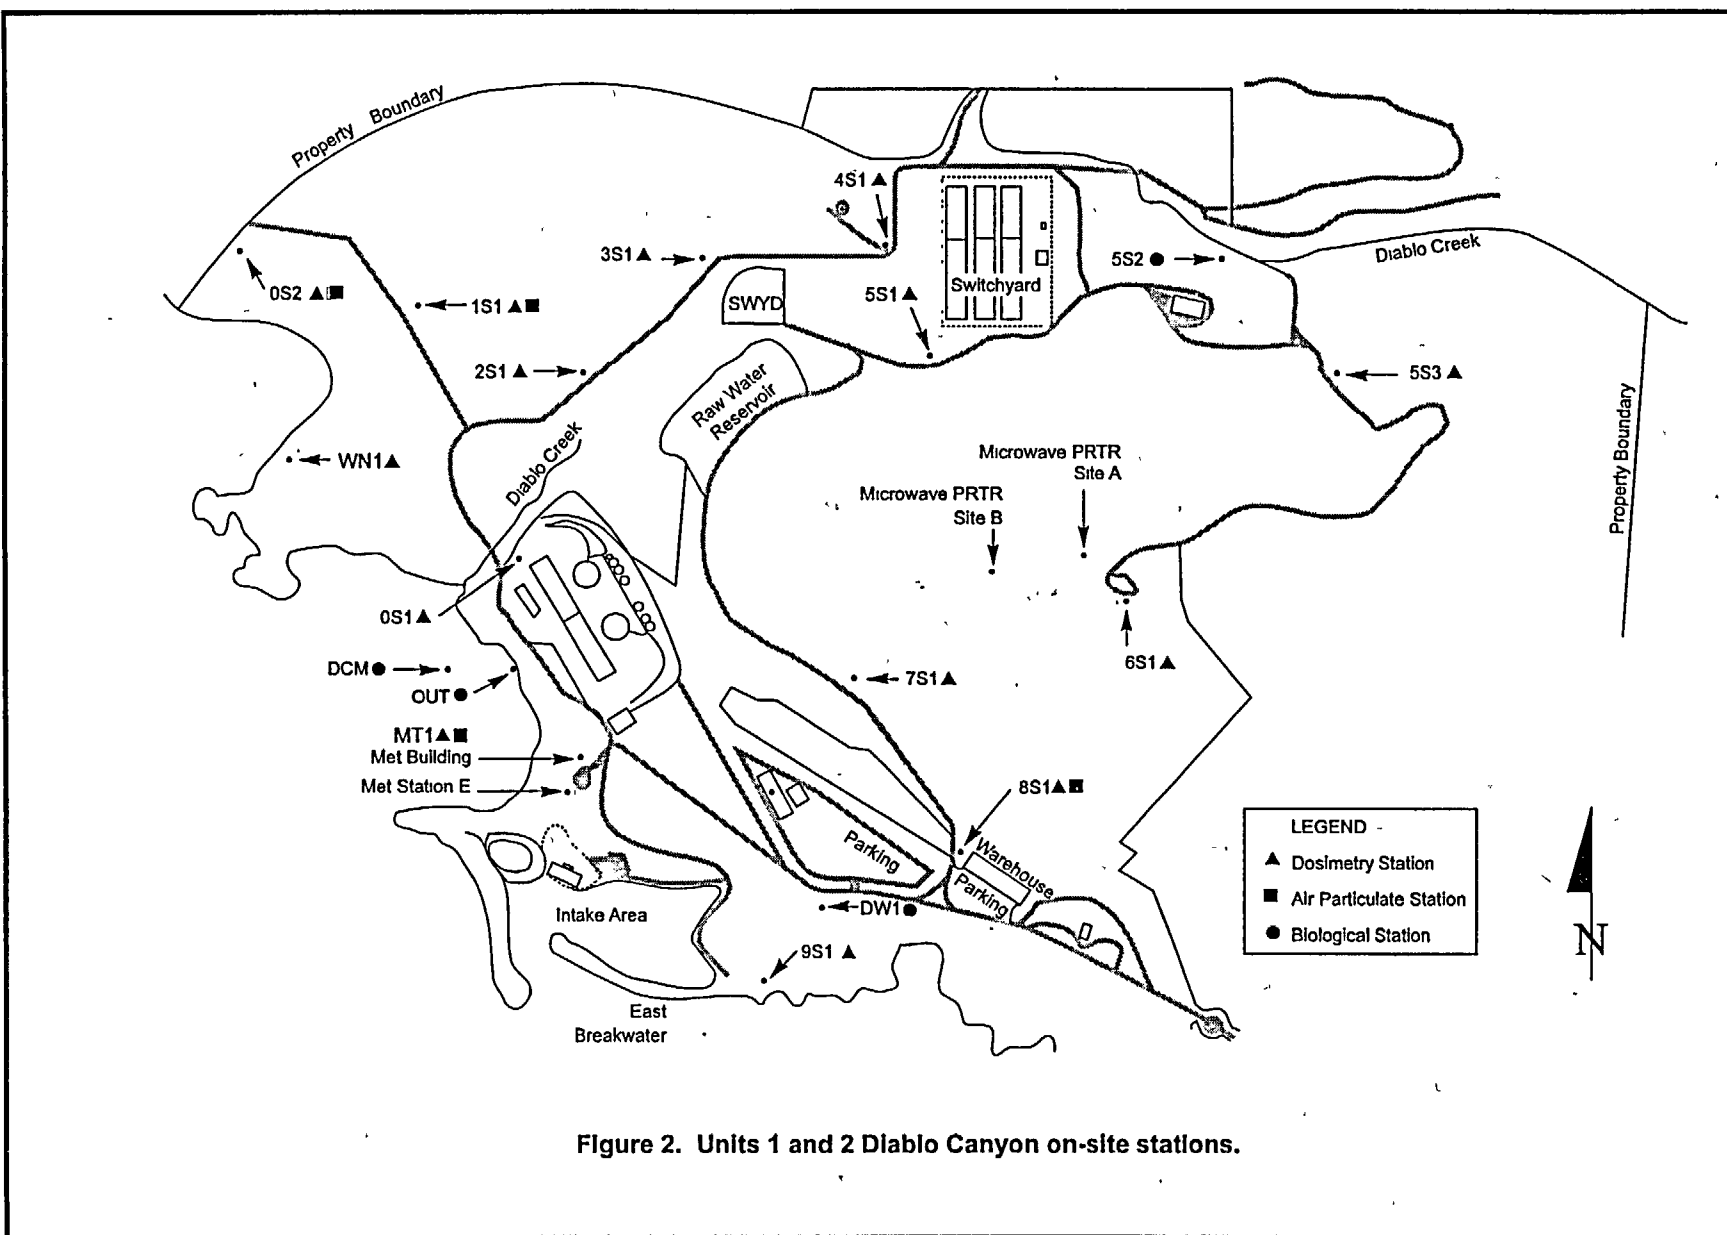 Property Boundary
4S1
3S1
5S2
Diablo Creek
0S2
1S1
5S1
Switchyard
SWYD
2S1
5S3
Raw Water
Reservoir
Property Boundary
WN1
Diablo Creek
Microwave PRTR
Site A
Microwave PRTR
Site B
0S1
DCM
OUT
6S1
7S1
MT1
Met Building
Met Station E
8S1
Parking
Warehouse
Parking
LEGEND
Dosimetry Station
Air Particulate Station
Biological Station
N
Intake Area
DW1
9S1
East
Breakwater
Figure 2. Units 1 and 2 Diablo Canyon on-site stations.